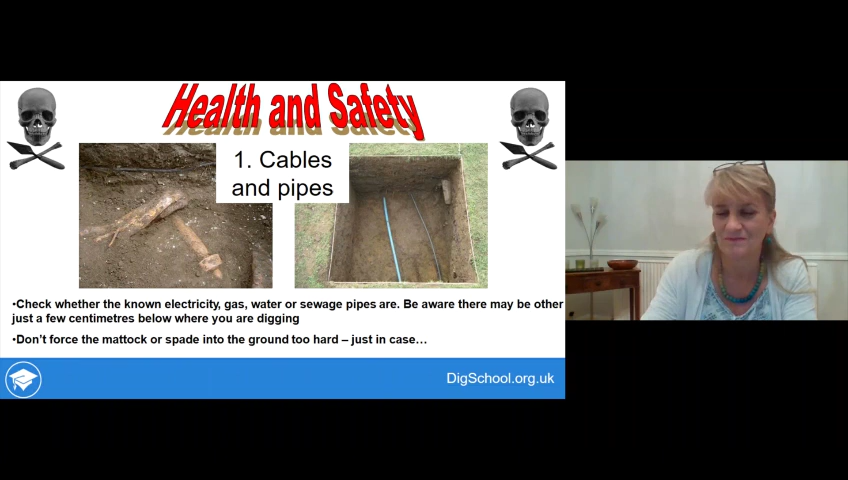 Health and Safety
1. Cables
and pipes
•Check whether the known electricity, gas, water or sewage pipes are. Be aware there may be other
just a few centimetres below where you are digging
•Don't force the mattock or spade into the ground too hard – just in case…
DigSchool.org.uk